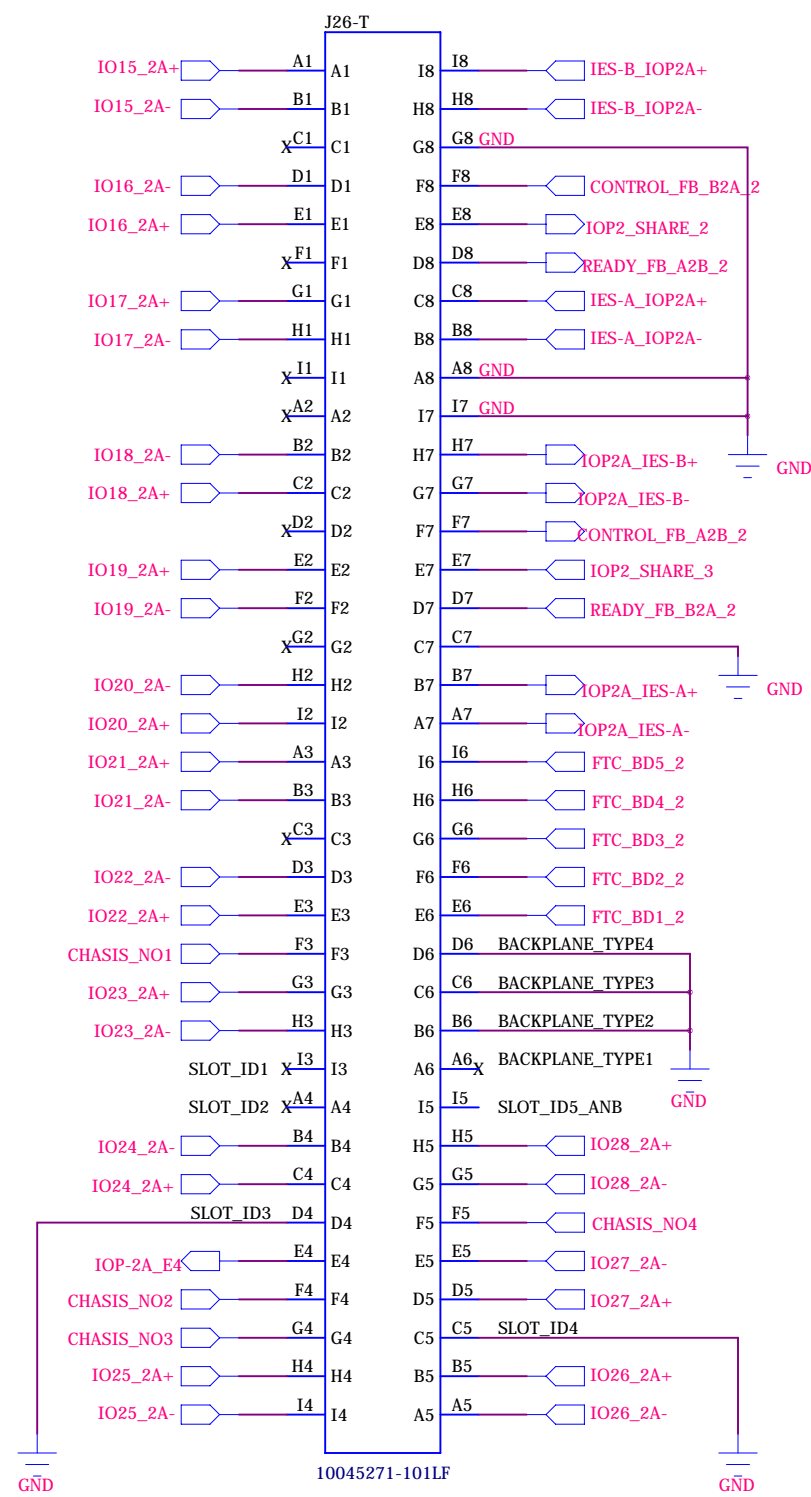 J26-T
IO15_2A+ A1 A1 I8 I8 IES-B_IOP2A+
IO15_2A- B1 B1 H8 H8 IES-B_IOP2A-
X C1 C1 G8 G8 GND
IO16_2A- D1 D1 F8 F8 CONTROL_FB_B2A_2
IO16_2A+ E1 E1 E8 E8 IOP2_SHARE_2
X F1 F1 D8 D8 READY_FB_A2B_2
IO17_2A+ G1 G1 C8 C8 IES-A_IOP2A+
IO17_2A- H1 H1 B8 B8 IES-A_IOP2A-
X I1 I1 A8 A8 GND
X A2 A2 I7 I7 GND
IO18_2A- B2 B2 H7 H7 IOP2A_IES-B+
GND
IO18_2A+ C2 C2 G7 G7 IOP2A_IES-B-
X D2 D2 F7 F7 CONTROL_FB_A2B_2
IO19_2A+ E2 E2 E7 E7 IOP2_SHARE_3
IO19_2A- F2 F2 D7 D7 READY_FB_B2A_2
X G2 G2 C7 C7
IO20_2A- H2 H2 B7 B7 IOP2A_IES-A+
GND
IO20_2A+ I2 I2 A7 A7 IOP2A_IES-A-
IO21_2A+ A3 A3 I6 I6 FTC_BD5_2
IO21_2A- B3 B3 H6 H6 FTC_BD4_2
X C3 C3 G6 G6 FTC_BD3_2
IO22_2A- D3 D3 F6 F6 FTC_BD2_2
IO22_2A+ E3 E3 E6 E6 FTC_BD1_2
CHASIS_NO1 F3 F3 D6 D6 BACKPLANE_TYPE4
IO23_2A+ G3 G3 C6 C6 BACKPLANE_TYPE3
IO23_2A- H3 H3 B6 B6 BACKPLANE_TYPE2
SLOT_ID1 X I3 I3 A6 A6 X BACKPLANE_TYPE1
GND
SLOT_ID2 X A4 A4 I5 I5 SLOT_ID5_ANB
IO24_2A- B4 B4 H5 H5 IO28_2A+
IO24_2A+ C4 C4 G5 G5 IO28_2A-
SLOT_ID3 D4 D4 F5 F5 CHASIS_NO4
IOP-2A_E4 E4 E4 E5 E5 IO27_2A-
CHASIS_NO2 F4 F4 D5 D5 IO27_2A+
CHASIS_NO3 G4 G4 C5 C5 SLOT_ID4
IO25_2A+ H4 H4 B5 B5 IO26_2A+
IO25_2A- I4 I4 A5 A5 IO26_2A-
10045271-101LF
GND GND